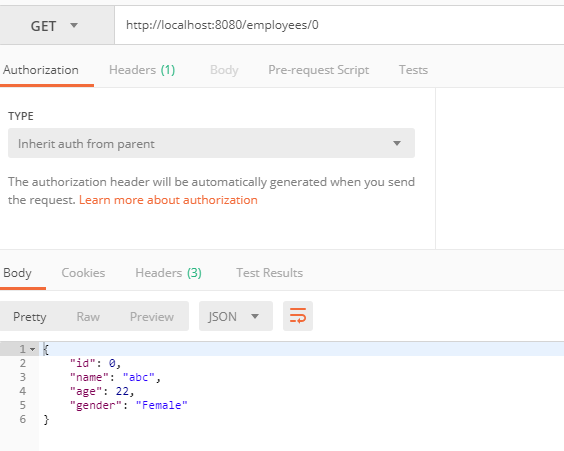 GET http://localhost:8080/employees/0
Authorization Headers (1) Body Pre-request Script Tests
TYPE
Inherit auth from parent
The authorization header will be automatically generated when you send
the request. Learn more about authorization
Body Cookies Headers (3) Test Results
Pretty Raw Preview JSON
1 {
2 "id": 0,
3 "name": "abc",
4 "age": 22,
5 "gender": "Female"
6 }